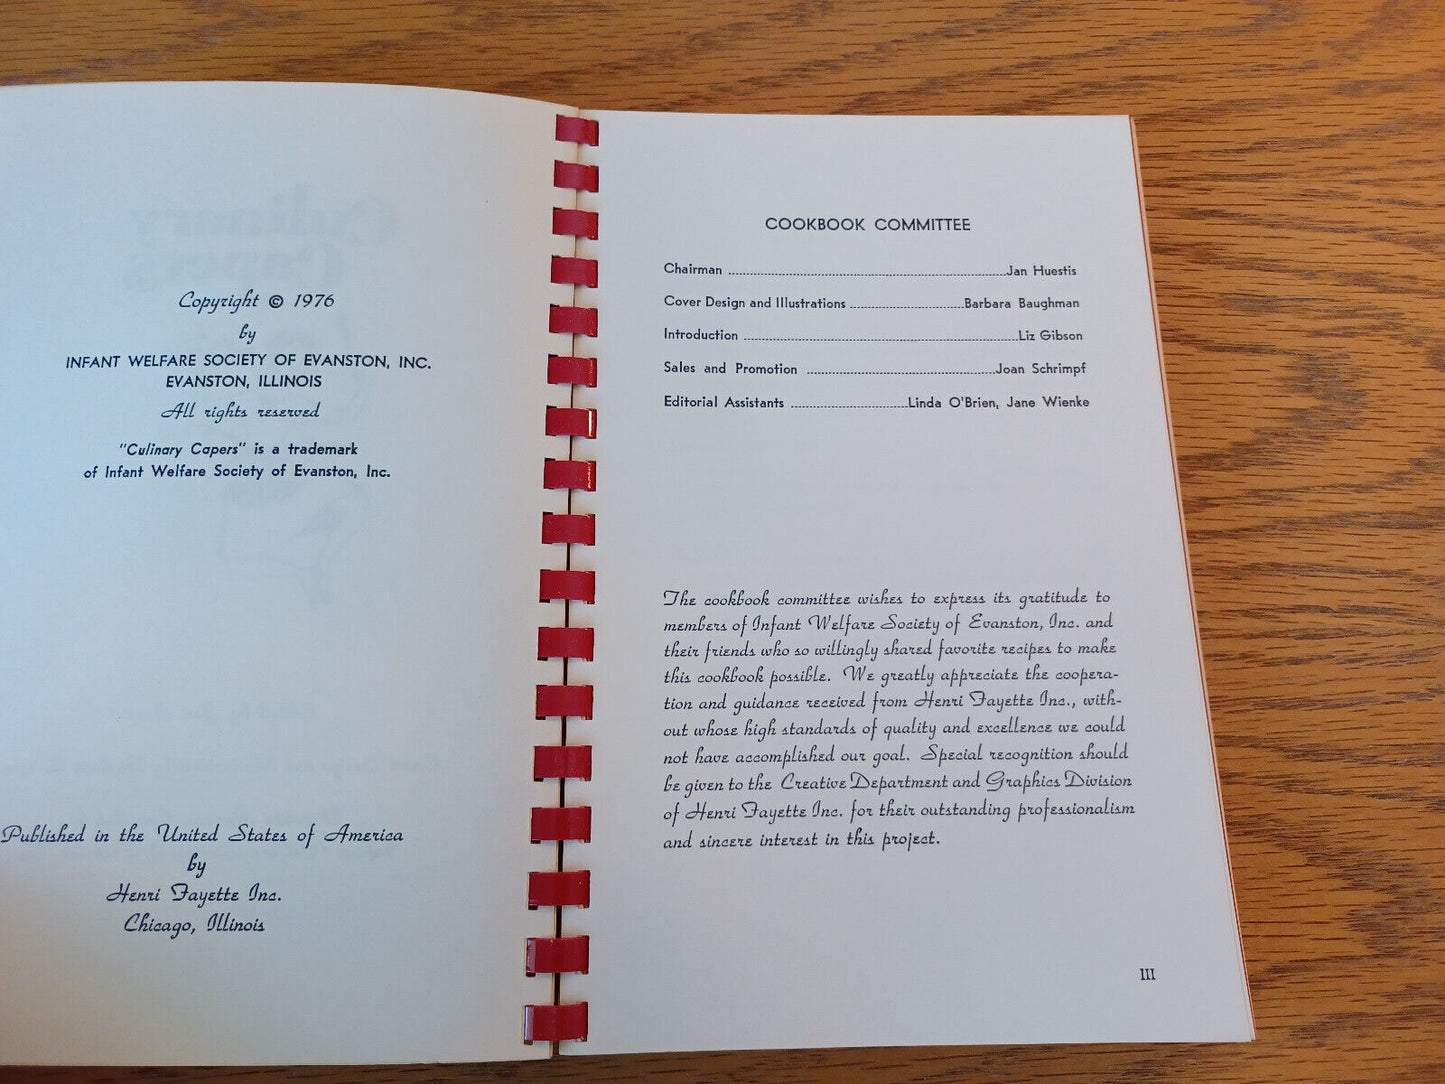 Copyright © 1976
by
INFANT WELFARE SOCIETY OF EVANSTON, INC.
EVANSTON, ILLINOIS
All rights reserved
"Culinary Capers" is a trademark
of Infant Welfare Society of Evanston, Inc.
Published in the United States of America
by
Henri Fayette Inc.
Chicago, Illinois
COOKBOOK COMMITTEE
Chairman ........................................Jan Huestis
Cover Design and Illustrations ........................................Barbara Baughman
Introduction ........................................Liz Gibson
Sales and Promotion ........................................Joan Schrimpf
Editorial Assistants ........................................Linda O'Brien, Jane Wienke
The cookbook committee wishes to express its gratitude to
members of Infant Welfare Society of Evanston, Inc. and
their friends who so willingly shared favorite recipes to make
this cookbook possible. We greatly appreciate the coopera-
tion and guidance received from Henri Fayette Inc., with-
out whose high standards of quality and excellence we could
not have accomplished our goal. Special recognition should
be given to the Creative Department and Graphics Division
of Henri Fayette Inc. for their outstanding professionalism
and sincere interest in this project.
III